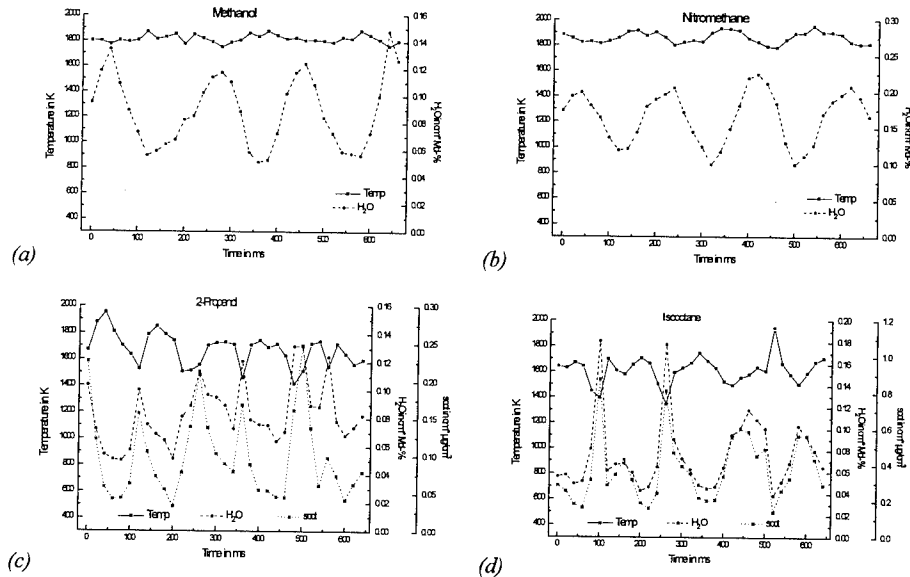 Methanol
2000
1800
1600
1400
1200
1000
800
600
400
0.16
0.14
0.12
0.10
0.08
0.06
0.04
0.02
0.00
Temperature in K
H₂O in cm³ Mol-%
Temp
H₂O
0 100 200 300 400 500 600
Time in ms
(a)
Nitromethane
2000
1800
1600
1400
1200
1000
800
600
400
0.30
0.25
0.20
0.15
0.10
0.05
0.00
Temperature in K
Temp
H₂O
0 100 200 300 400 500 600
Time in ms
(b)
2-Propanol
2000
1800
1600
1400
1200
1000
800
600
400
0.16
0.14
0.12
0.10
0.08
0.06
0.04
0.02
0.00
0.30
0.25
0.20
0.15
0.10
0.05
0.00
Temperature in K
Temp
H₂O
soot
0 100 200 300 400 500 600
Time in ms
(c)
Isooctane
2000
1800
1600
1400
1200
1000
800
600
400
0.20
0.18
0.16
0.14
0.12
0.10
0.08
0.06
0.04
0.02
0.00
1.2
1.0
0.8
0.6
0.4
0.2
0.0
Temperature in K
Temp
H₂O
soot
0 100 200 300 400 500 600
Time in ms
(d)